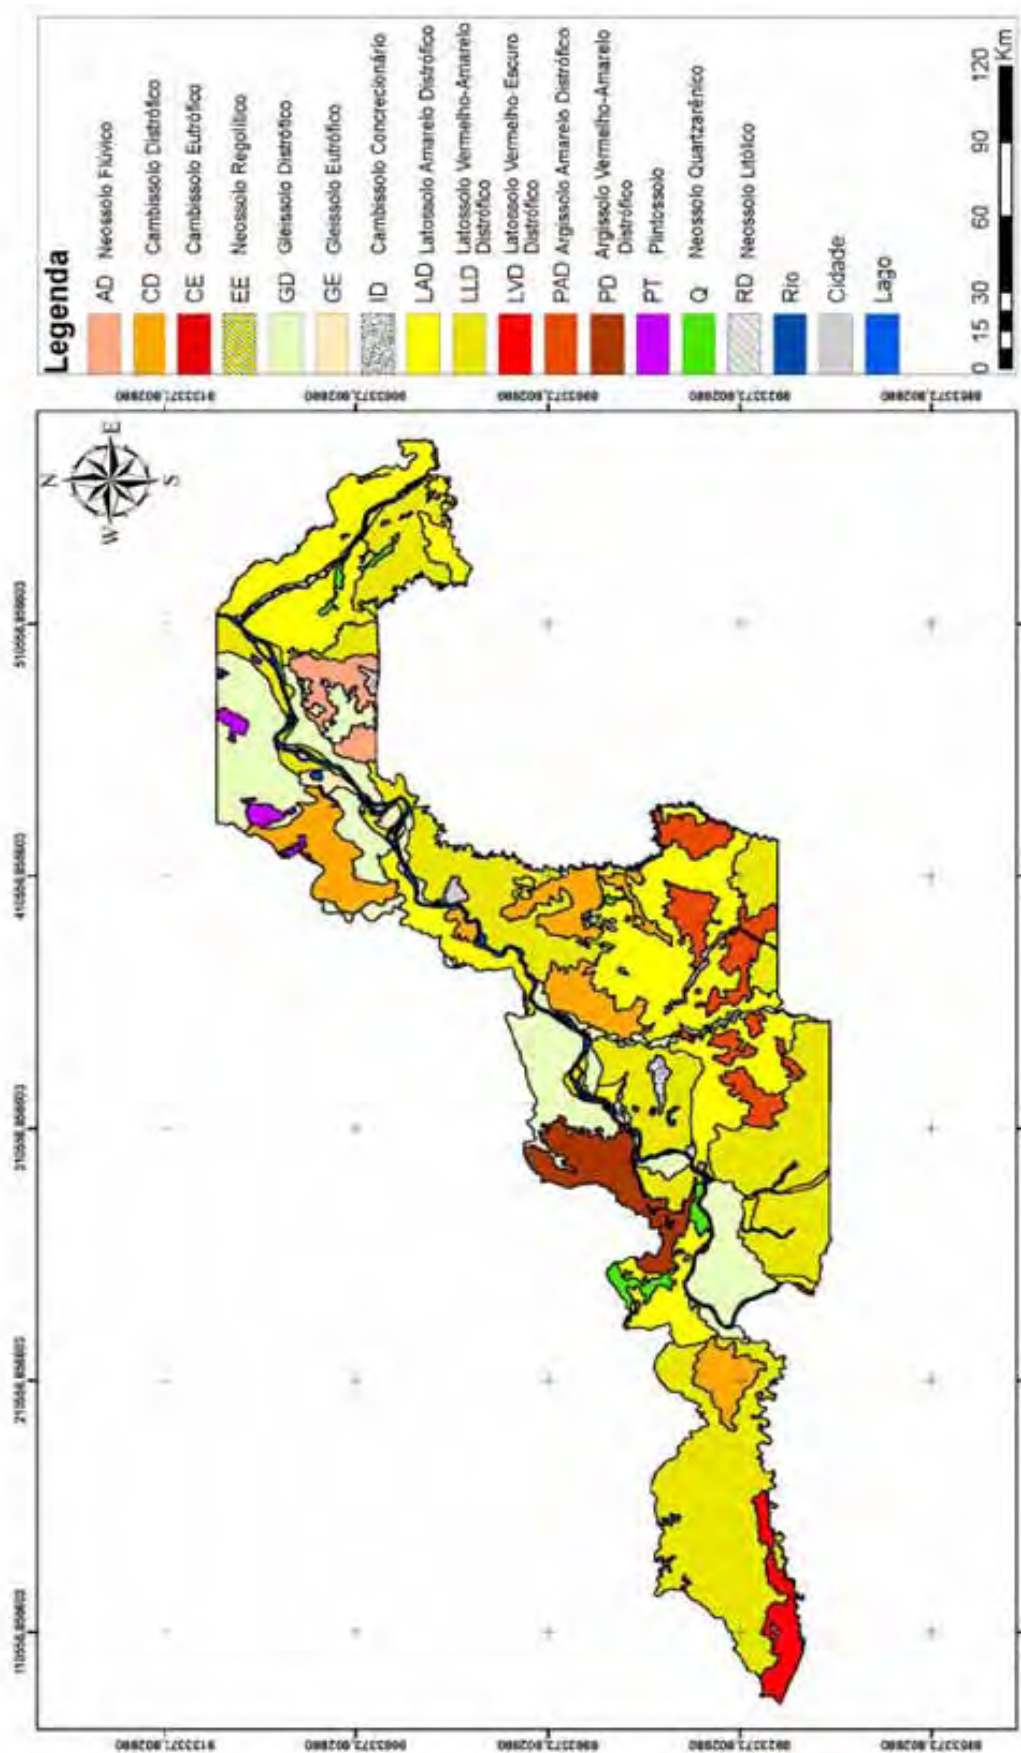 Legenda
AD Neossolo Flúvico
CD Cambissolo Distrófico
CE Cambissolo Eutrófico
EE Neossolo Regolítico
GD Gleissolo Distrófico
GE Gleissolo Eutrófico
ID Cambissolo Concrecionário
LAD Latossolo Amarelo Distrófico
LLD Latossolo Vermelho-Amarelo
Distrófico
LVD Latossolo Vermelho-Escuro
Distrófico
PAD Argissolo Amarelo Distrófico
PD Argissolo Vermelho-Amarelo
Distrófico
PT Plintossolo
Q Neossolo Quartzarênico
RD Neossolo Litólico
Rio
Cidade
Lago
0 15 30 60 90 120
Km
N
E
S
W